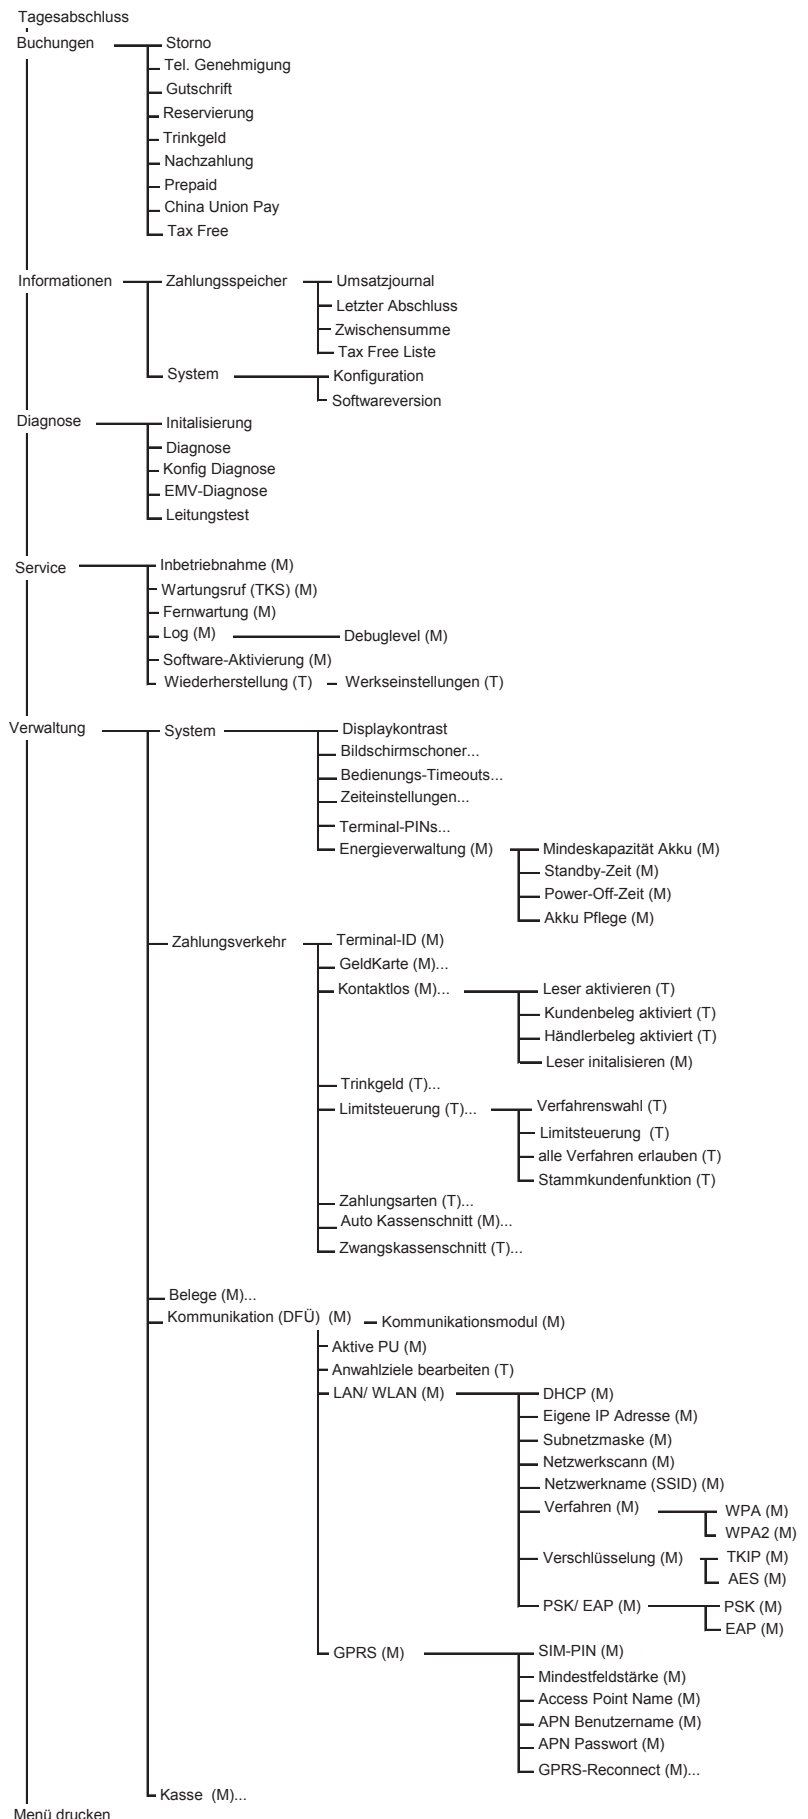 Tagesabschluss
Buchungen
Storno
Tel. Genehmigung
Gutschrift
Reservierung
Trinkgeld
Nachzahlung
Prepaid
China Union Pay
Tax Free
Informationen
Zahlungsspeicher
Umsatzjournal
Letzter Abschluss
Zwischensumme
Tax Free Liste
System
Konfiguration
Softwareversion
Diagnose
Initalisierung
Diagnose
Konfig Diagnose
EMV-Diagnose
Leitungstest
Service
Inbetriebnahme (M)
Wartungsruf (TKS) (M)
Fernwartung (M)
Log (M)
Debuglevel (M)
Software-Aktivierung (M)
Wiederherstellung (T)
Werkseinstellungen (T)
Verwaltung
System
Displaykontrast
Bildschirmschoner...
Bedienungs-Timeouts...
Zeiteinstellungen...
Terminal-PINs...
Energieverwaltung (M)
Mindeskapazität Akku (M)
Standby-Zeit (M)
Power-Off-Zeit (M)
Akku Pflege (M)
Zahlungsverkehr
Terminal-ID (M)
GeldKarte (M)...
Kontaktlos (M)...
Leser aktivieren (T)
Kundenbeleg aktiviert (T)
Händlerbeleg aktiviert (T)
Leser initalisieren (M)
Trinkgeld (T)...
Limitsteuerung (T)...
Verfahrenswahl (T)
Limitsteuerung (T)
alle Verfahren erlauben (T)
Stammkundenfunktion (T)
Zahlungsarten (T)...
Auto Kassenschnitt (M)...
Zwangskassenschnitt (T)...
Belege (M)...
Kommunikation (DFÜ) (M)
Kommunikationsmodul (M)
Aktive PU (M)
Anwahlziele bearbeiten (T)
LAN/ WLAN (M)
DHCP (M)
Eigene IP Adresse (M)
Subnetzmaske (M)
Netzwerkscann (M)
Netzwerkname (SSID) (M)
Verfahren (M)
WPA (M)
WPA2 (M)
Verschlüsselung (M)
TKIP (M)
AES (M)
PSK/ EAP (M)
PSK (M)
EAP (M)
GPRS (M)
SIM-PIN (M)
Mindestfeldstärke (M)
Access Point Name (M)
APN Benutzername (M)
APN Passwort (M)
GPRS-Reconnect (M)...
Kasse (M)...
Menü drucken